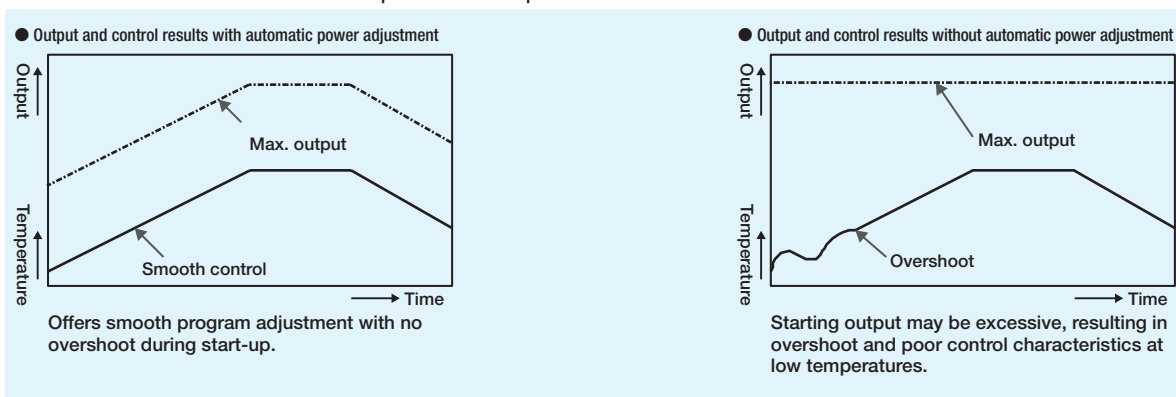 ● Output and control results with automatic power adjustment
Output
Max. output
Temperature
Smooth control
Time
Offers smooth program adjustment with no
overshoot during start-up.
● Output and control results without automatic power adjustment
Output
Max. output
Temperature
Overshoot
Time
Starting output may be excessive, resulting in
overshoot and poor control characteristics at
low temperatures.